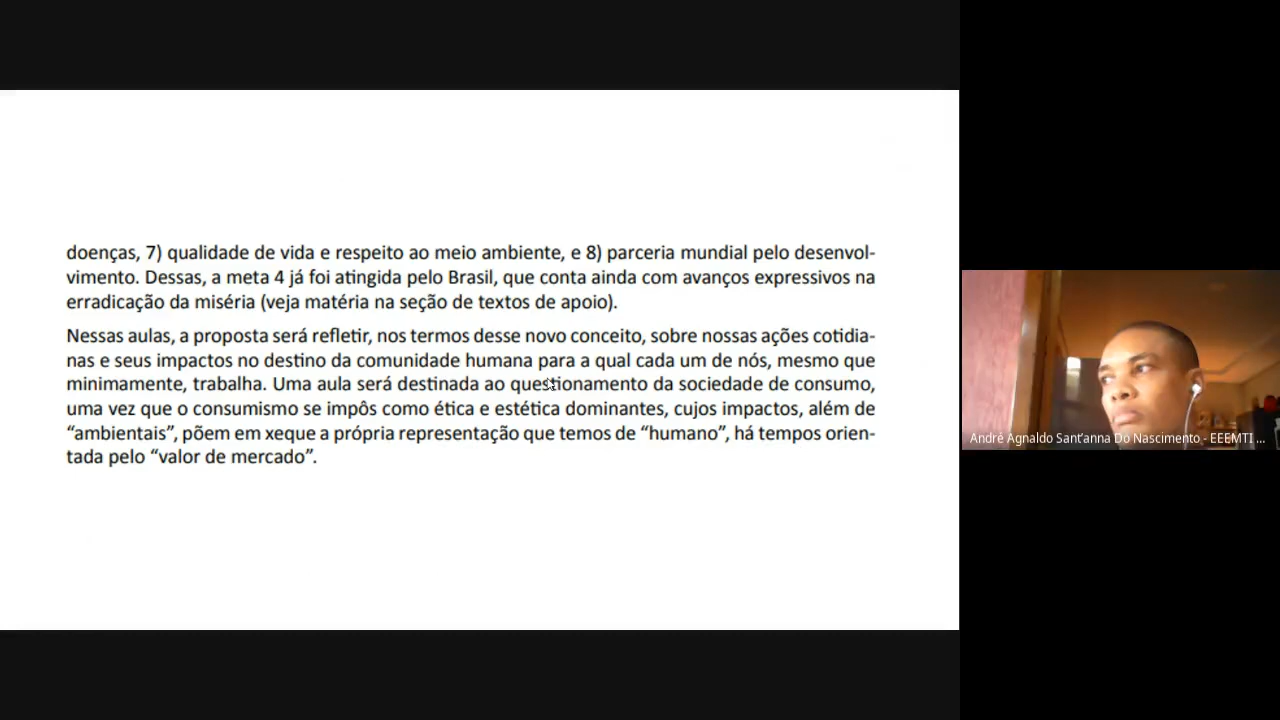 doenças, 7) qualidade de vida e respeito ao meio ambiente, e 8) parceria mundial pelo desenvol-
vimento. Dessas, a meta 4 já foi atingida pelo Brasil, que conta ainda com avanços expressivos na
erradicação da miséria (veja matéria na seção de textos de apoio).
Nessas aulas, a proposta será refletir, nos termos desse novo conceito, sobre nossas ações cotidia-
nas e seus impactos no destino da comunidade humana para a qual cada um de nós, mesmo que
minimamente, trabalha. Uma aula será destinada ao questionamento da sociedade de consumo,
uma vez que o consumismo se impôs como ética e estética dominantes, cujos impactos, além de
“ambientais”, põem em xeque a própria representação que temos de “humano”, há tempos orien-
tada pelo “valor de mercado”.
André Agnaldo Sant'anna Do Nascimento - EEEMTI ...